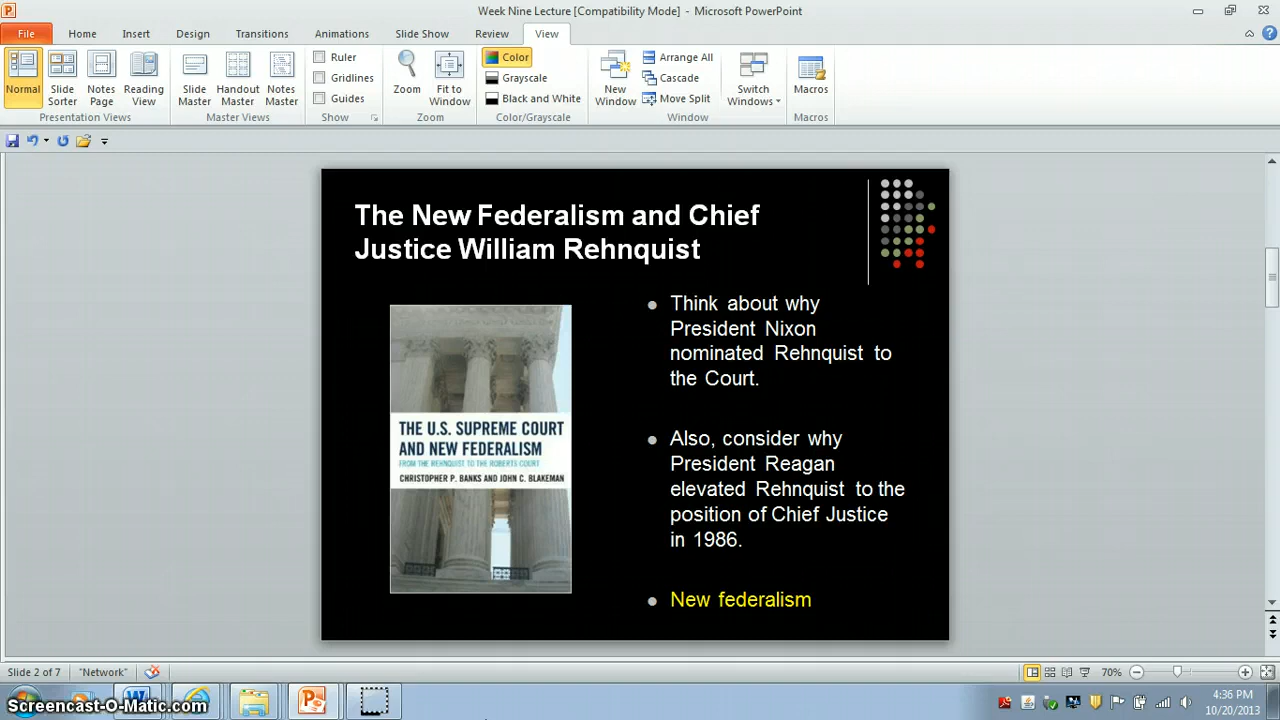 Week Nine Lecture [Compatibility Mode] - Microsoft PowerPoint
File Home Insert Design Transitions Animations Slide Show Review View
Normal Slide Sorter Notes Page Reading View
Presentation Views
Slide Master Handout Master Notes Master
Master Views
Ruler
Gridlines
Guides
Show
Zoom Fit to Window
Zoom
Color
Grayscale
Black and White
Color/Grayscale
New Window
Arrange All
Cascade
Move Split
Switch Windows
Window
Macros
Macros
The New Federalism and Chief
Justice William Rehnquist
THE U.S. SUPREME COURT
AND NEW FEDERALISM
FROM THE REHNQUIST TO THE ROBERTS COURT
CHRISTOPHER P. BANKS AND JOHN C. BLAKEMAN
Think about why
President Nixon
nominated Rehnquist to
the Court.
Also, consider why
President Reagan
elevated Rehnquist to the
position of Chief Justice
in 1986.
New federalism
Slide 2 of 7 "Network" 70%
Screencast-O-Matic.com
4:36 PM
10/20/2013